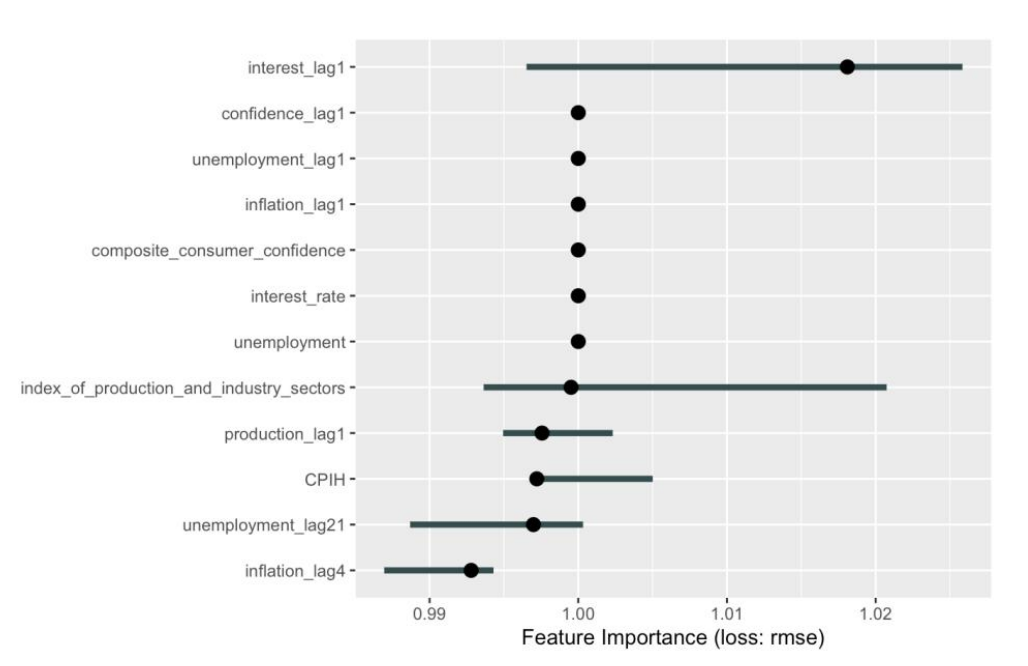 interest_lag1
confidence_lag1
unemployment_lag1
inflation_lag1
composite_consumer_confidence
interest_rate
unemployment
index_of_production_and_industry_sectors
production_lag1
CPIH
unemployment_lag21
inflation_lag4
0.99 1.00 1.01 1.02
Feature Importance (loss: rmse)